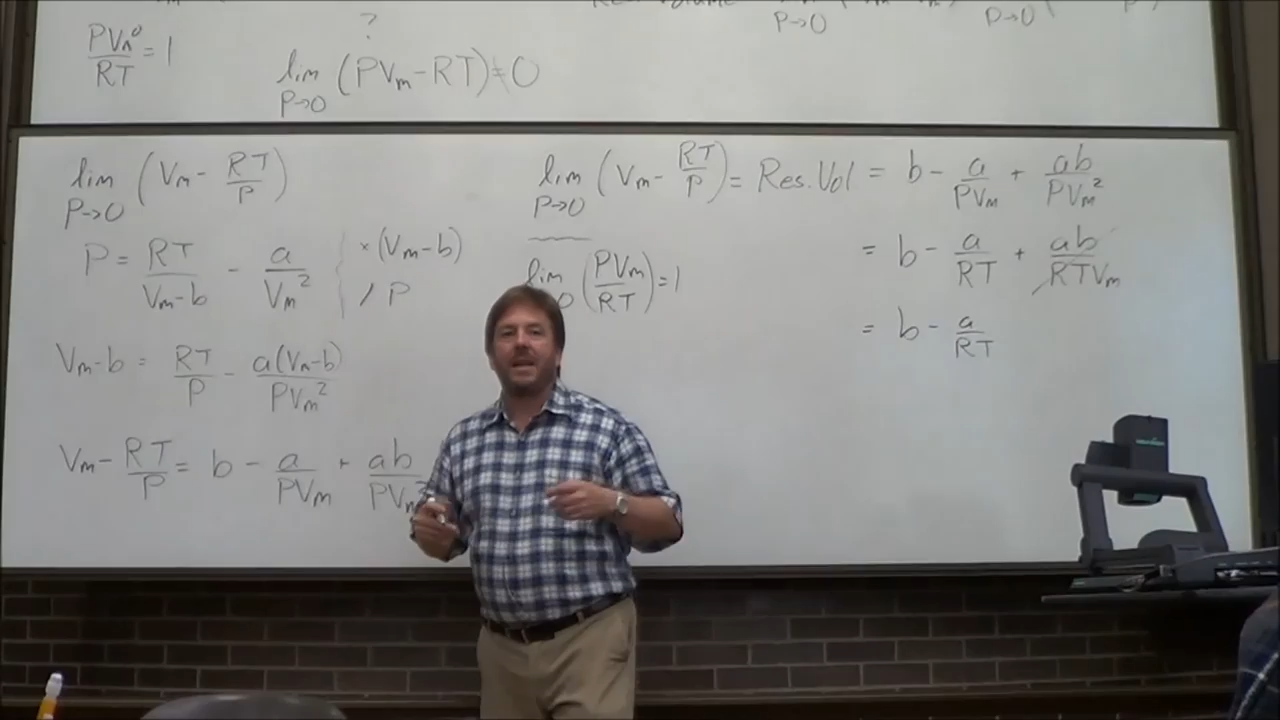 PVm°/RT = 1
?
lim P→0 (PVm - RT) ≠ 0
P→0
P→0
lim P→0 (Vm - RT/P)
P = RT/(Vm-b) - a/Vm² × (Vm-b) / P
Vm-b = RT/P - a(Vm-b)/PVm²
Vm - RT/P = b - a/PVm + ab/PVm²
lim P→0 (Vm - RT/P) = Res. Vol = b - a/PVm + ab/PVm²
lim 0 (PVm/RT) = 1
= b - a/RT + ab/RTVm
= b - a/RT